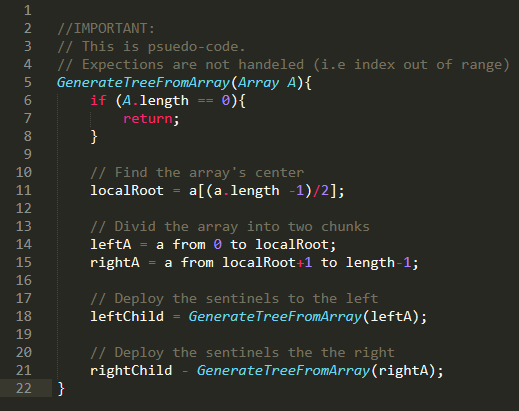 1
2 //IMPORTANT:
3 // This is psuedo-code.
4 // Expections are not handeled (i.e index out of range)
5 GenerateTreeFromArray(Array A){
6 if (A.length == 0){
7 return;
8 }
9
10 // Find the array's center
11 localRoot = a[(a.length -1)/2];
12
13 // Divid the array into two chunks
14 leftA = a from 0 to localRoot;
15 rightA = a from localRoot+1 to length-1;
16
17 // Deploy the sentinels to the left
18 leftChild = GenerateTreeFromArray(leftA);
19
20 // Deploy the sentinels the the right
21 rightChild - GenerateTreeFromArray(rightA);
22 }